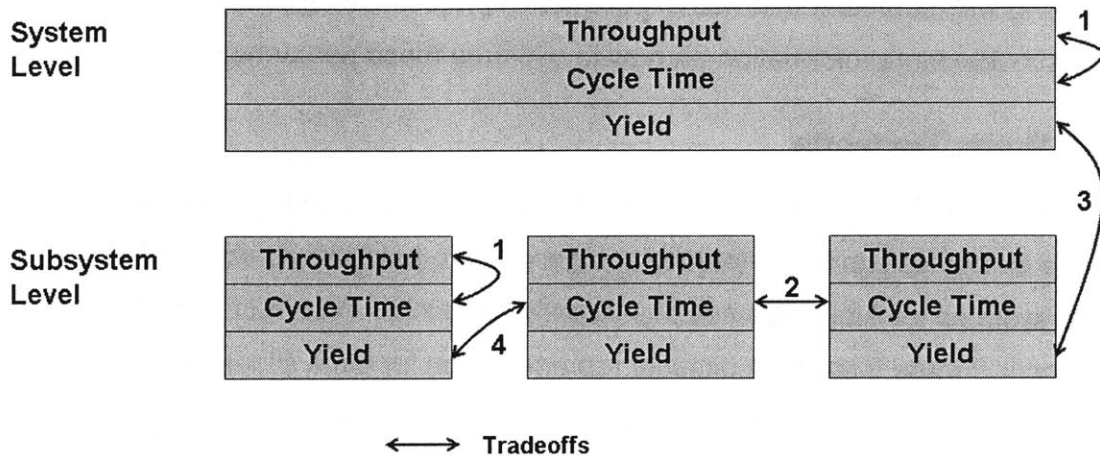 System
Level
Throughput
1
Cycle Time
Yield
3
Subsystem
Level
Throughput
1
Throughput
Throughput
Cycle Time
Cycle Time
2
Cycle Time
Yield
4
Yield
Yield
Tradeoffs